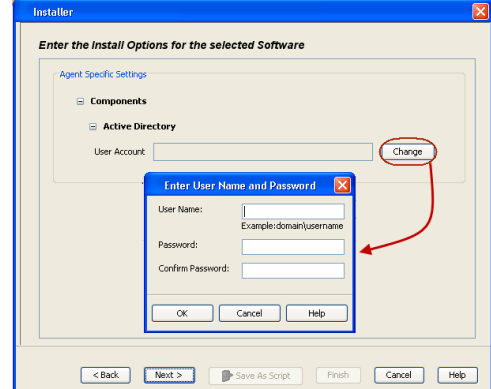 Installer
Enter the Install Options for the selected Software
Agent Specific Settings
Components
Active Directory
User Account
Change
Enter User Name and Password
User Name:
Example:domain\username
Password:
Confirm Password:
OK Cancel Help
< Back Next > Save As Script Finish Cancel Help